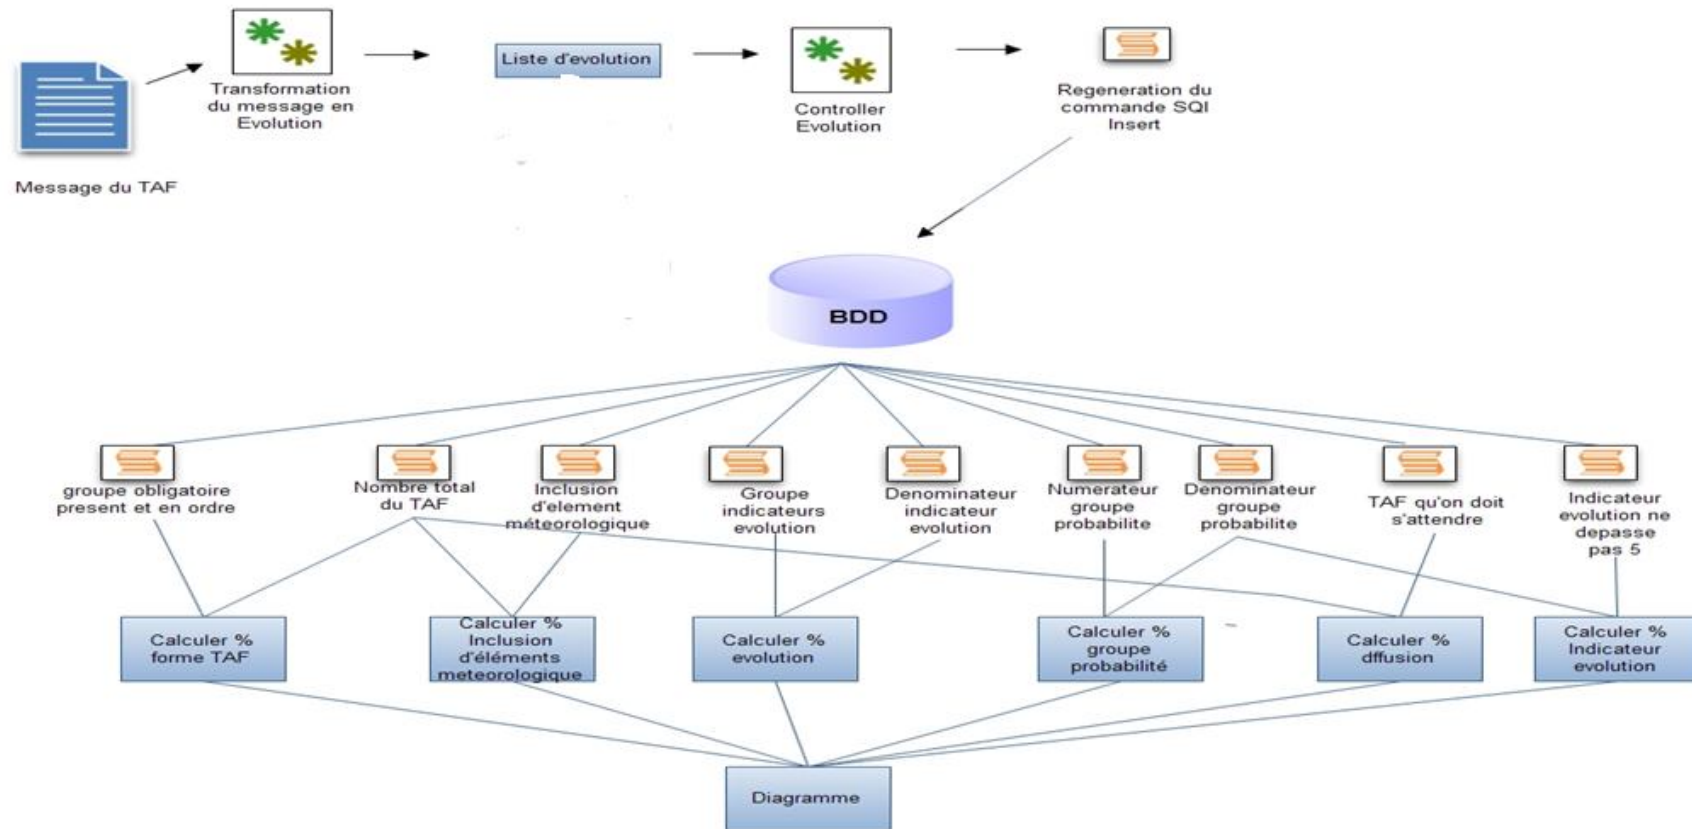 Transformation
du message en
Evolution
Liste d'evolution
Controller
Evolution
Regeneration du
commande SQI
Insert
Message du TAF
BDD
groupe obligatoire
present et en ordre
Nombre total
du TAF
Inclusion
d'element
méteorologique
Groupe
indicateurs
evolution
Denominateur
indicateur
evolution
Numerateur
groupe
probabilite
Denominateur
groupe
probabilite
TAF qu'on doit
s'attendre
Indicateur
evolution ne
depasse
pas 5
Calculer %
forme TAF
Calculer %
Inclusion
d'éléments
meteorologique
Calculer %
evolution
Calculer %
groupe
probabilité
Calculer %
dffusion
Calculer %
Indicateur
evolution
Diagramme